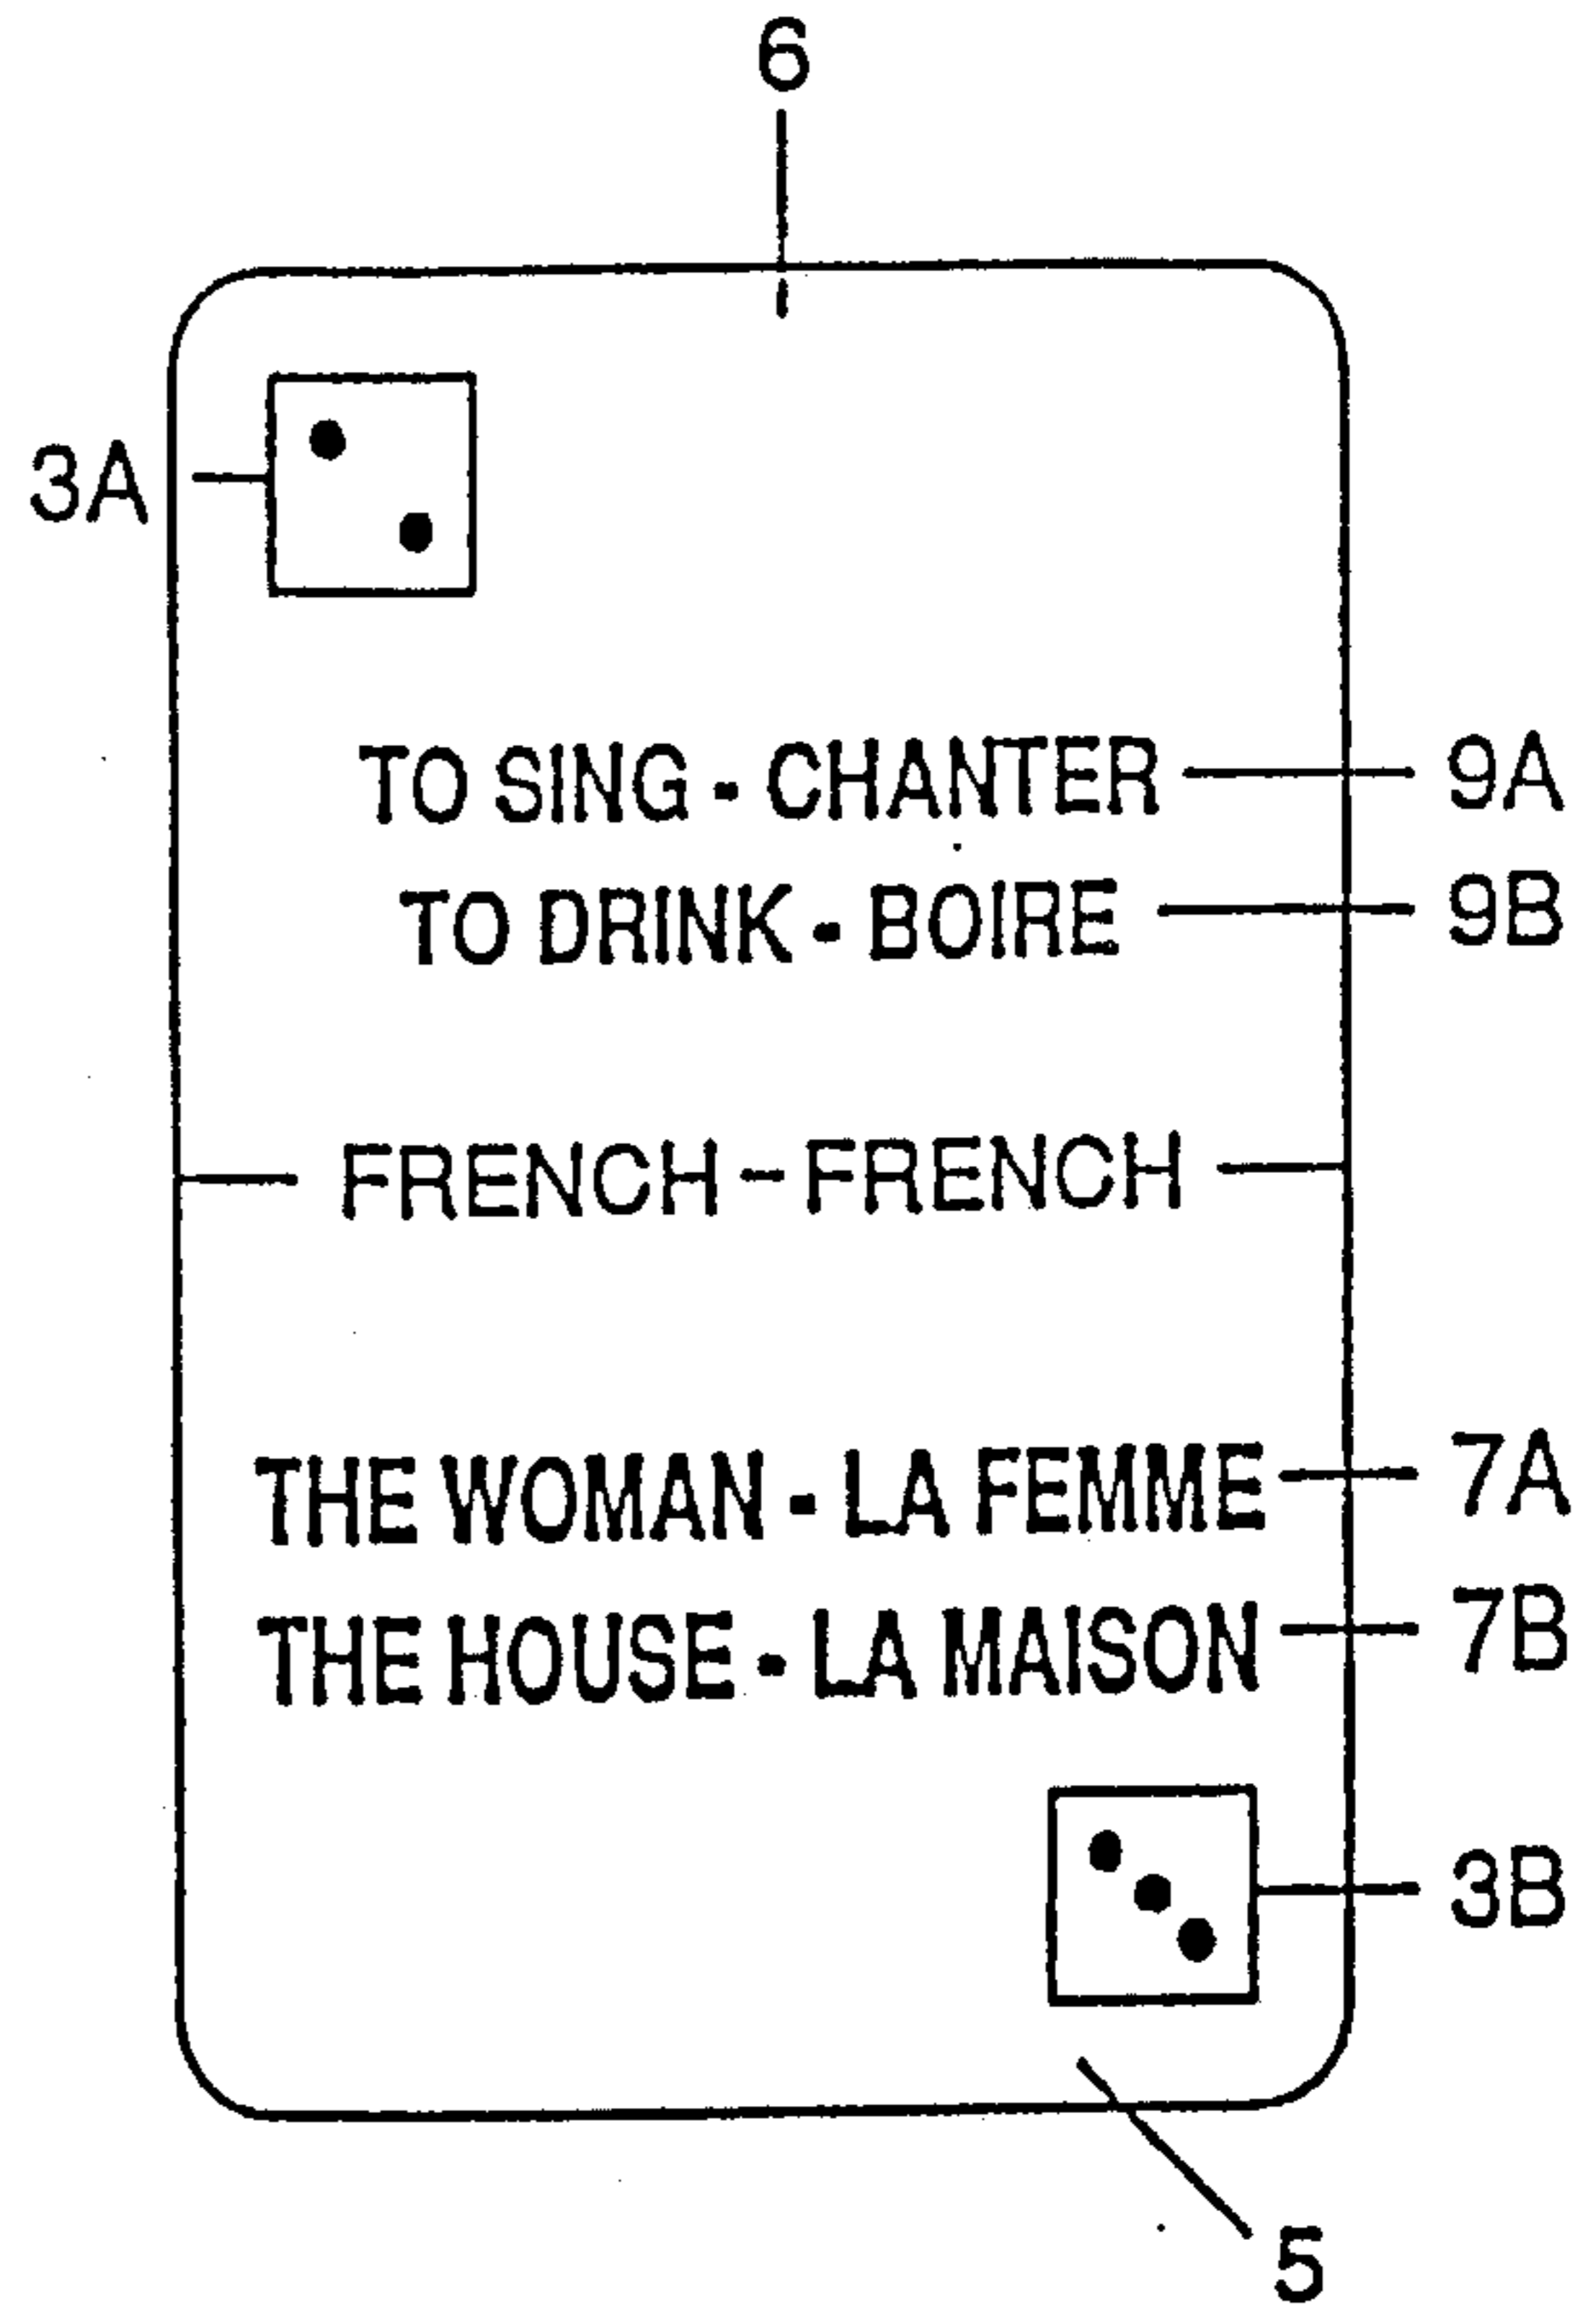 6
3A
TO SING - CHANTER 9A
TO DRINK - BOIRE 9B
FRENCH - FRENCH
THE WOMAN - LA FEMME 7A
THE HOUSE - LA MAISON 7B
3B
5